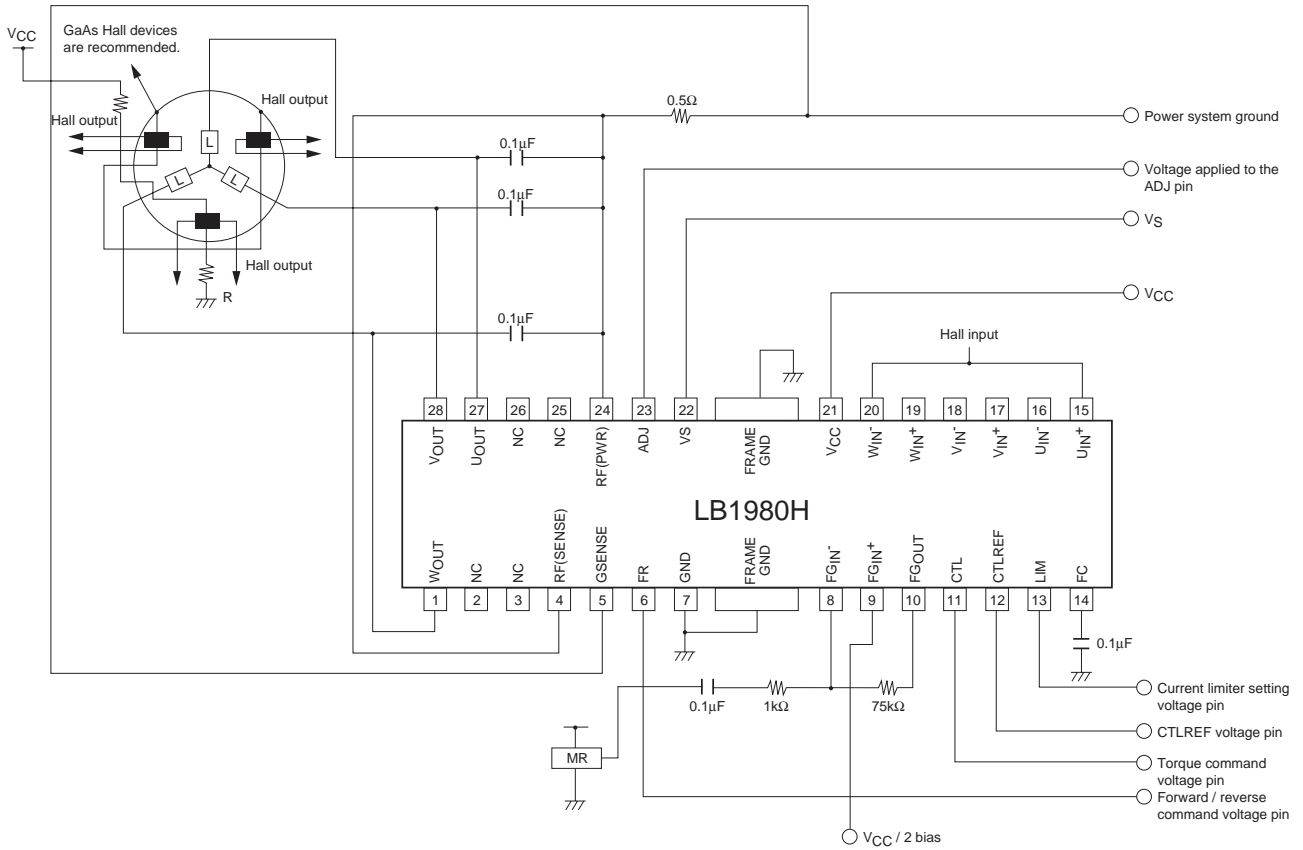 VCC
GaAs Hall devices
are recommended.
Hall output
Hall output
L
L
L
Hall output
R
0.1μF
0.1μF
0.1μF
0.5Ω
Power system ground
Voltage applied to the
ADJ pin
VS
VCC
Hall input
28 27 26 25 24 23 22 21 20 19 18 17 16 15
VOUT UOUT NC NC RF(PWR) ADJ VS FRAME GND VCC WIN- WIN+ VIN- VIN+ UIN- UIN+
LB1980H
WOUT NC NC RF(SENSE) GSENSE FR GND FRAME GND FGIN- FGIN+ FGOUT CTL CTLREF LIM FC
1 2 3 4 5 6 7 8 9 10 11 12 13 14
0.1μF
0.1μF 1kΩ 75kΩ
MR
Current limiter setting
voltage pin
CTLREF voltage pin
Torque command
voltage pin
Forward / reverse
command voltage pin
VCC / 2 bias